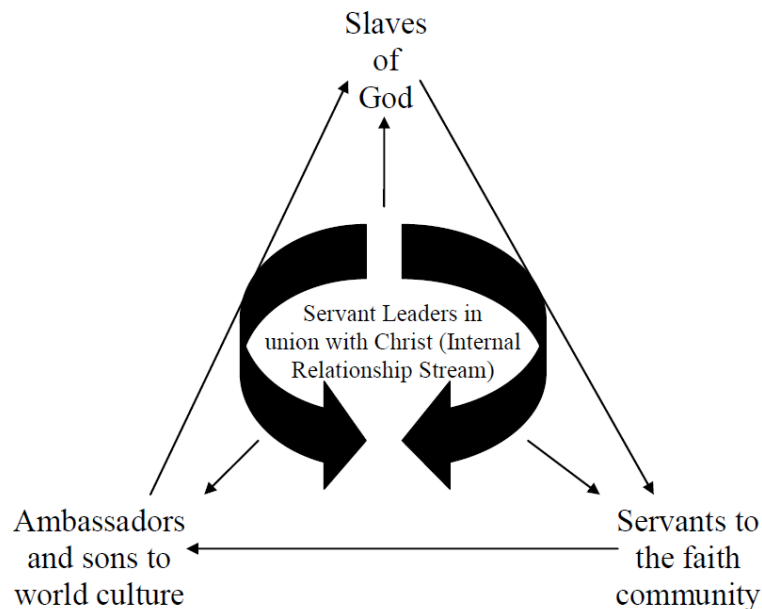 Slaves
of
God
Servant Leaders in
union with Christ (Internal
Relationship Stream)
Ambassadors
and sons to
world culture
Servants to
the faith
community